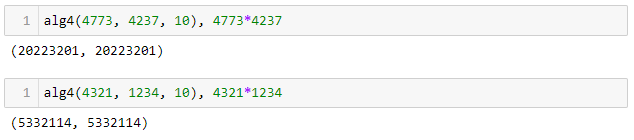 1 alg4(4773, 4237, 10), 4773*4237
(20223201, 20223201)
1 alg4(4321, 1234, 10), 4321*1234
(5332114, 5332114)